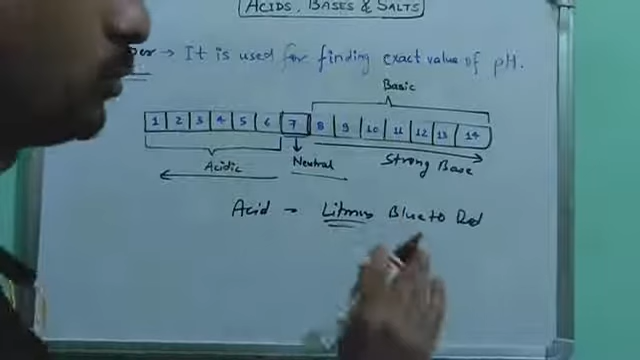 ACIDS, BASES & SALTS
per → It is used for finding exact value of pH.
Basic
1 2 3 4 5 6 7 8 9 10 11 12 13 14
Acidic Neutral Strong Base
Acid → Litmus Blue to Red